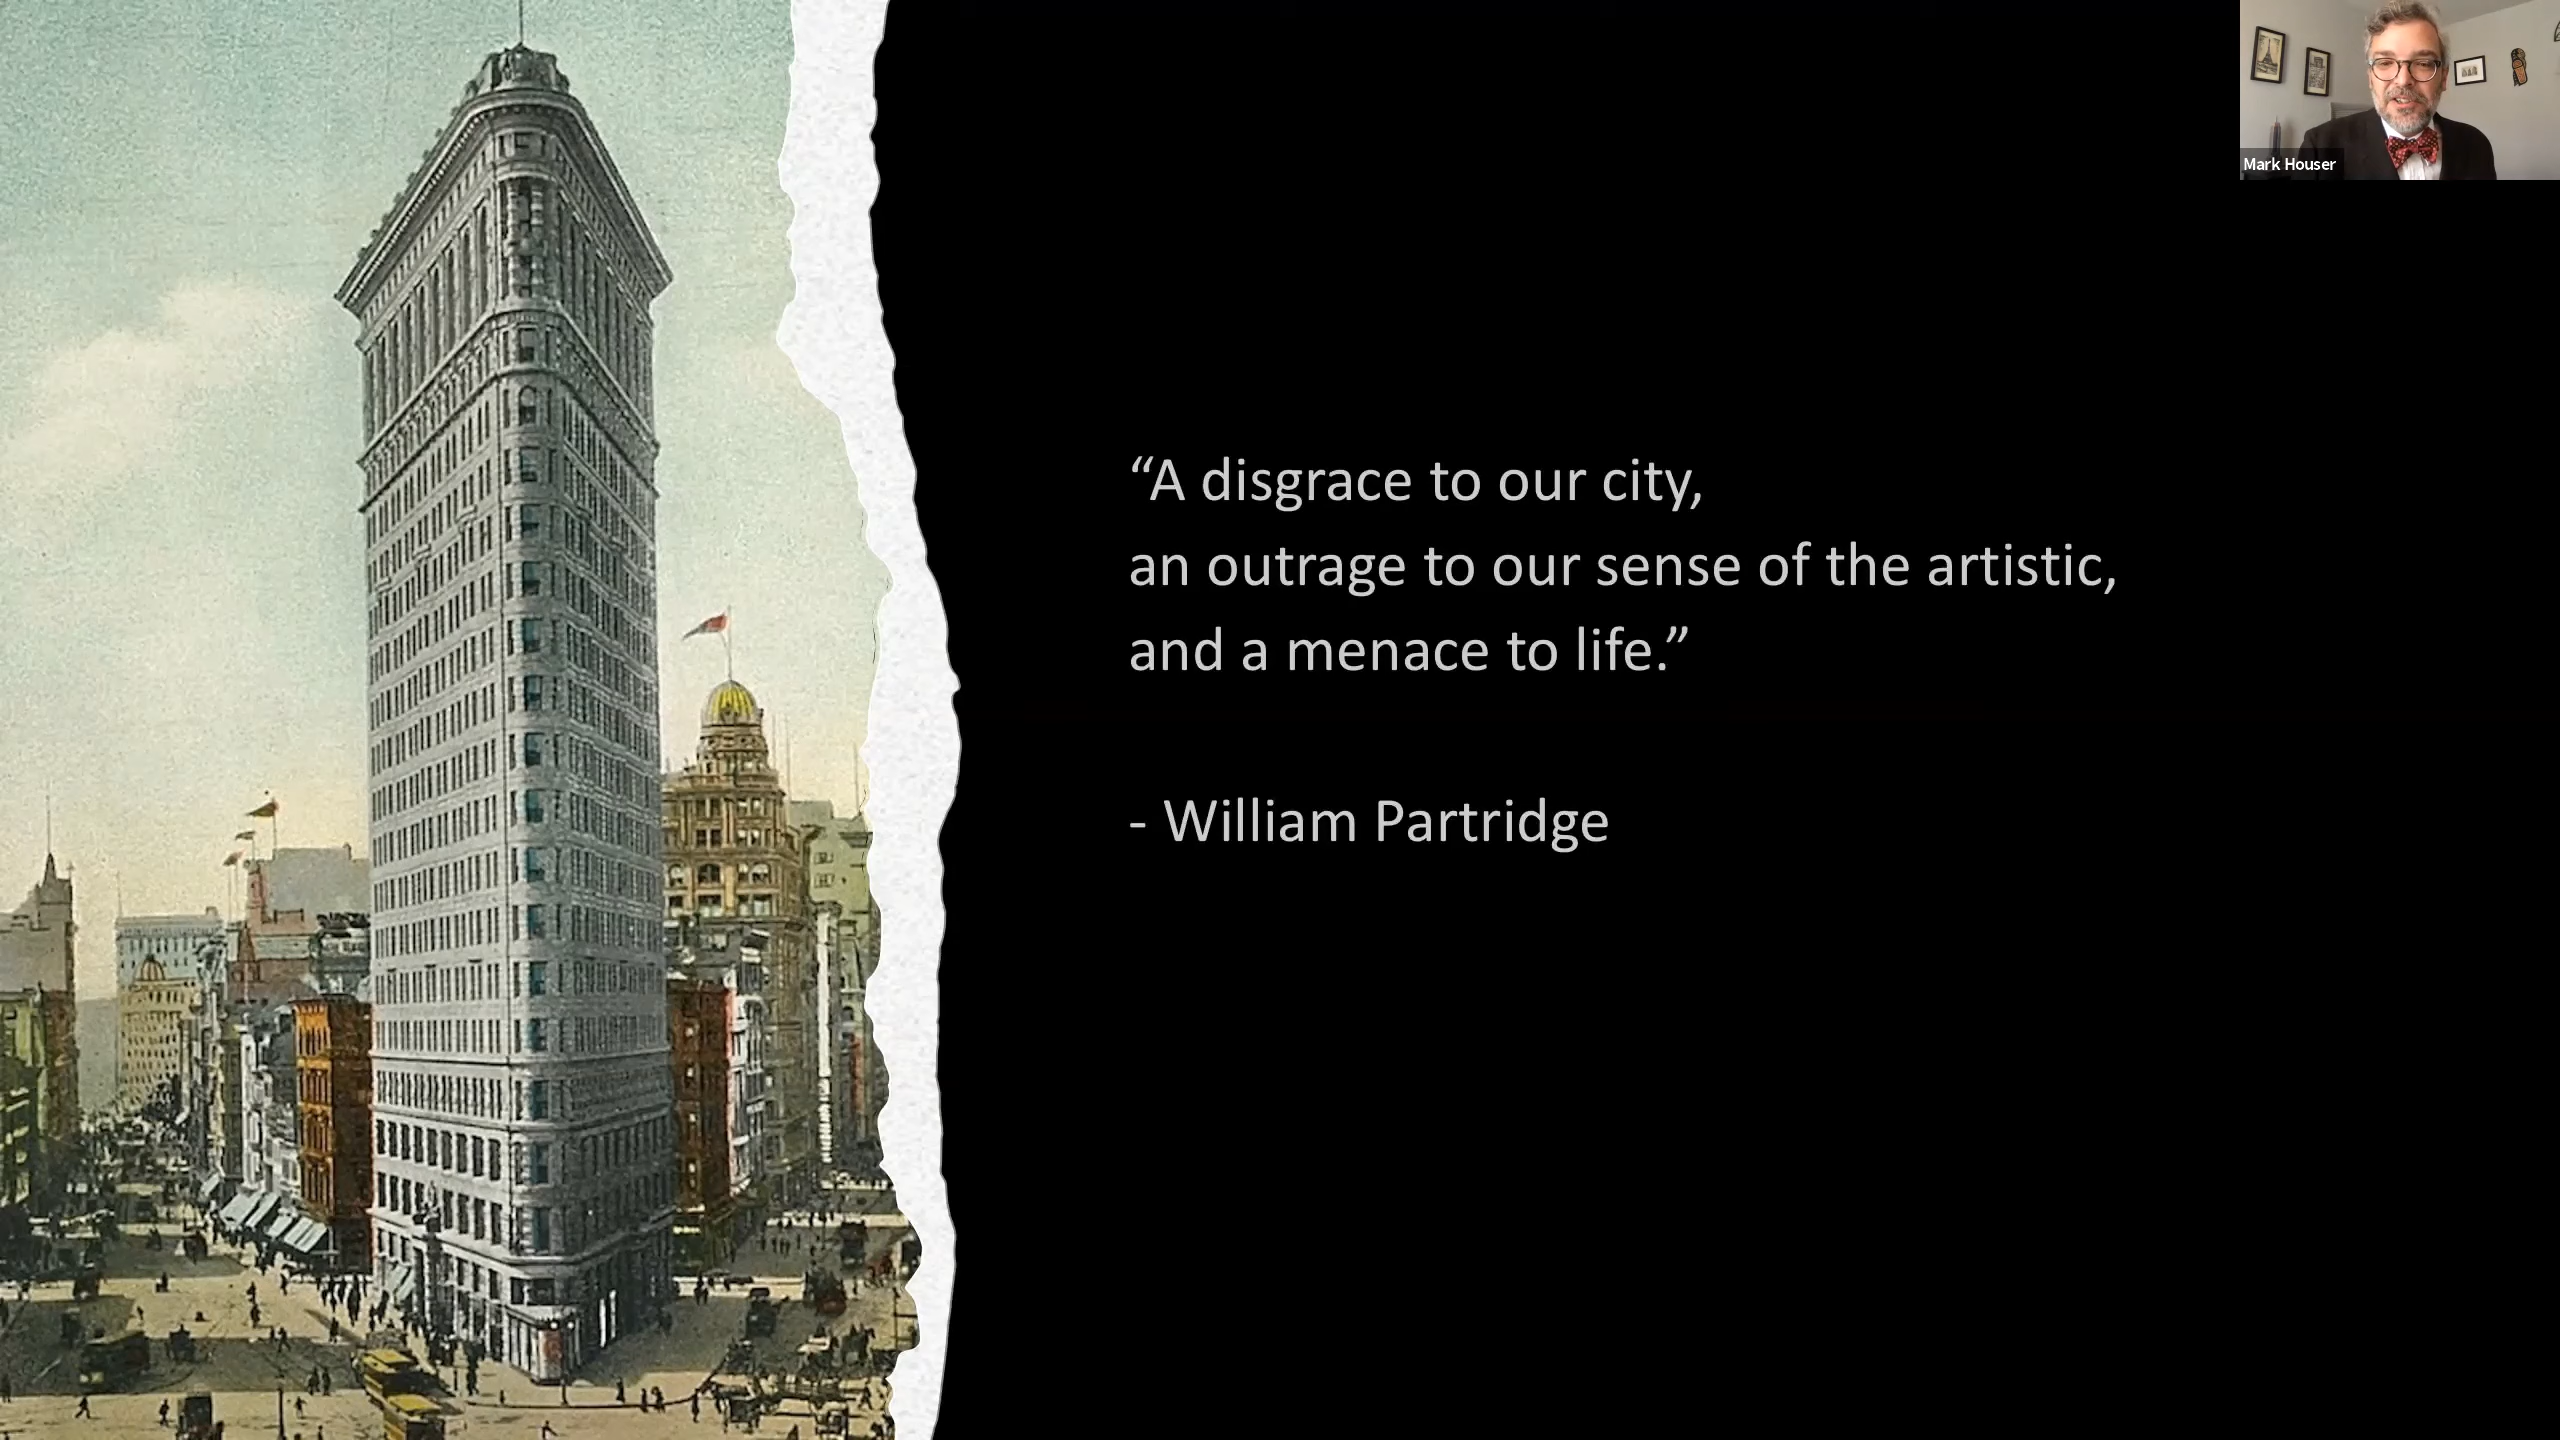 Mark Houser
“A disgrace to our city,
an outrage to our sense of the artistic,
and a menace to life.”
- William Partridge